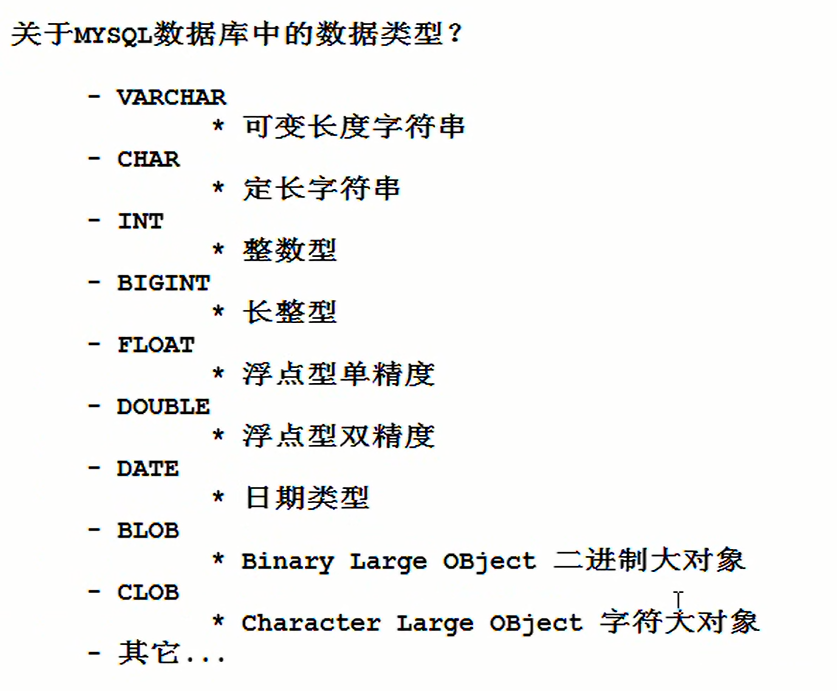 关于MYSQL数据库中的数据类型？
- VARCHAR
* 可变长度字符串
- CHAR
* 定长字符串
- INT
* 整数型
- BIGINT
* 长整型
- FLOAT
* 浮点型单精度
- DOUBLE
* 浮点型双精度
- DATE
* 日期类型
- BLOB
* Binary Large OBject 二进制大对象
- CLOB
* Character Large OBject 字符大对象
- 其它...